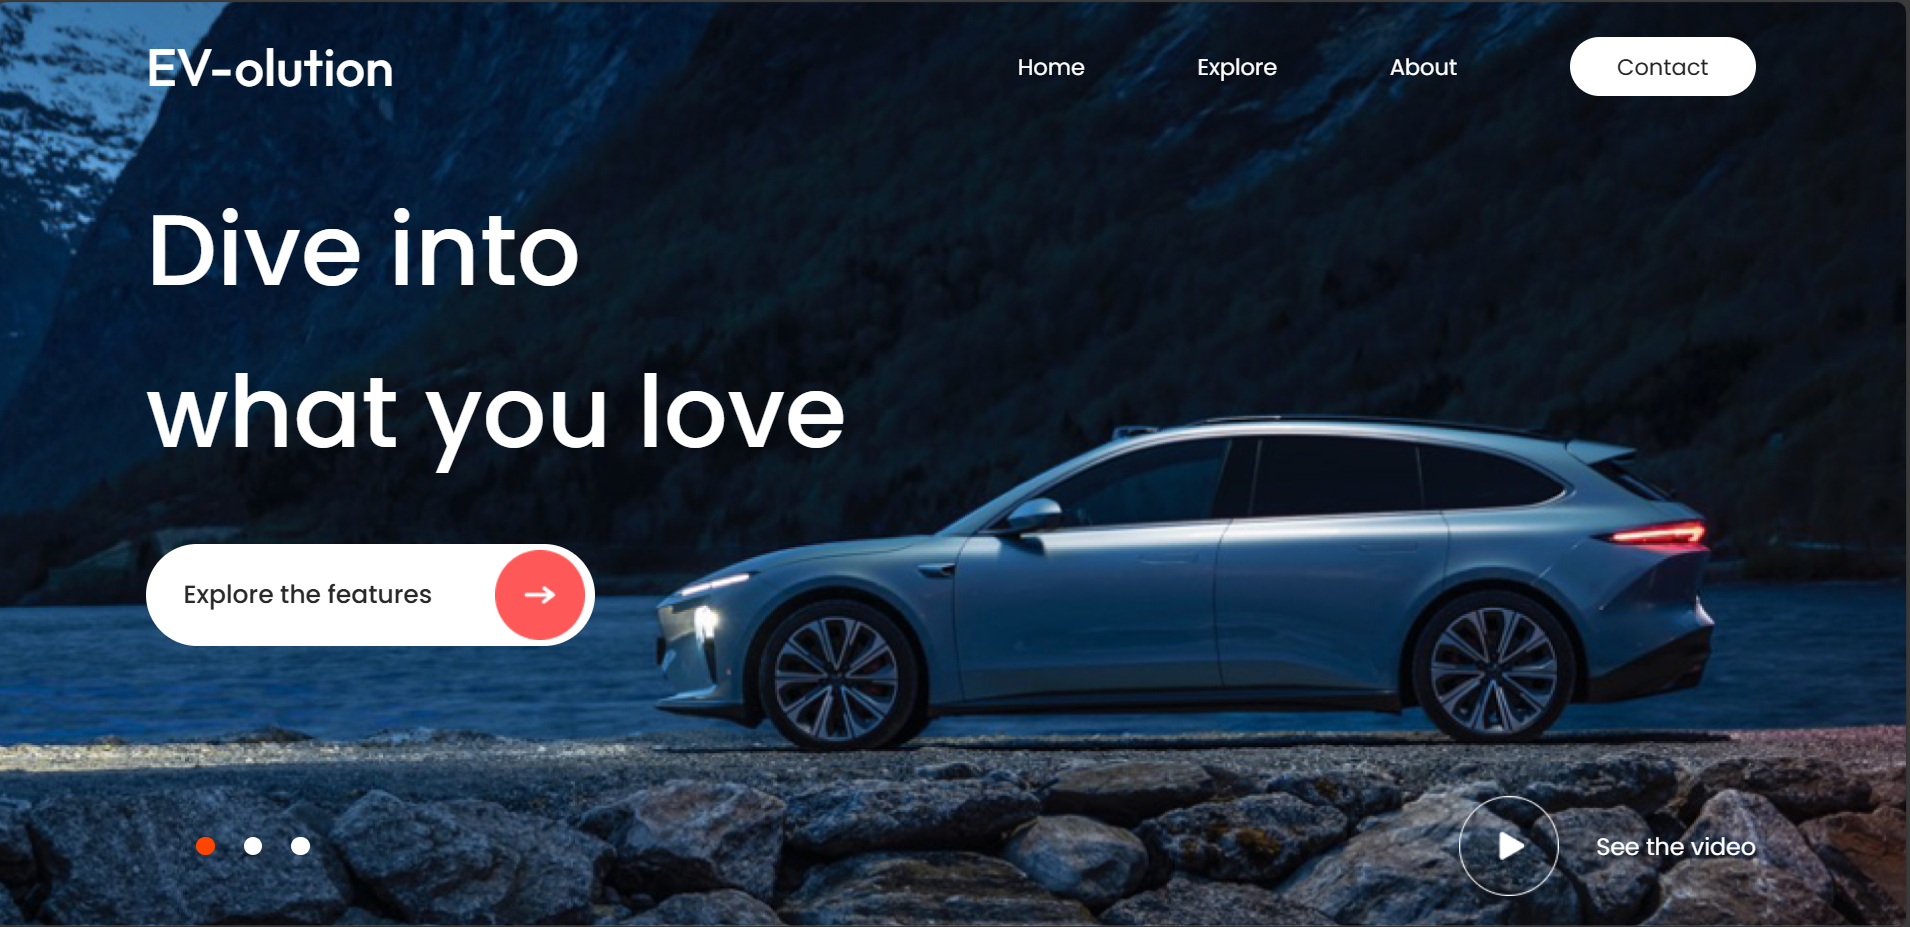 EV-olution
Home
Explore
About
Contact
Dive into
what you love
Explore the features
See the video